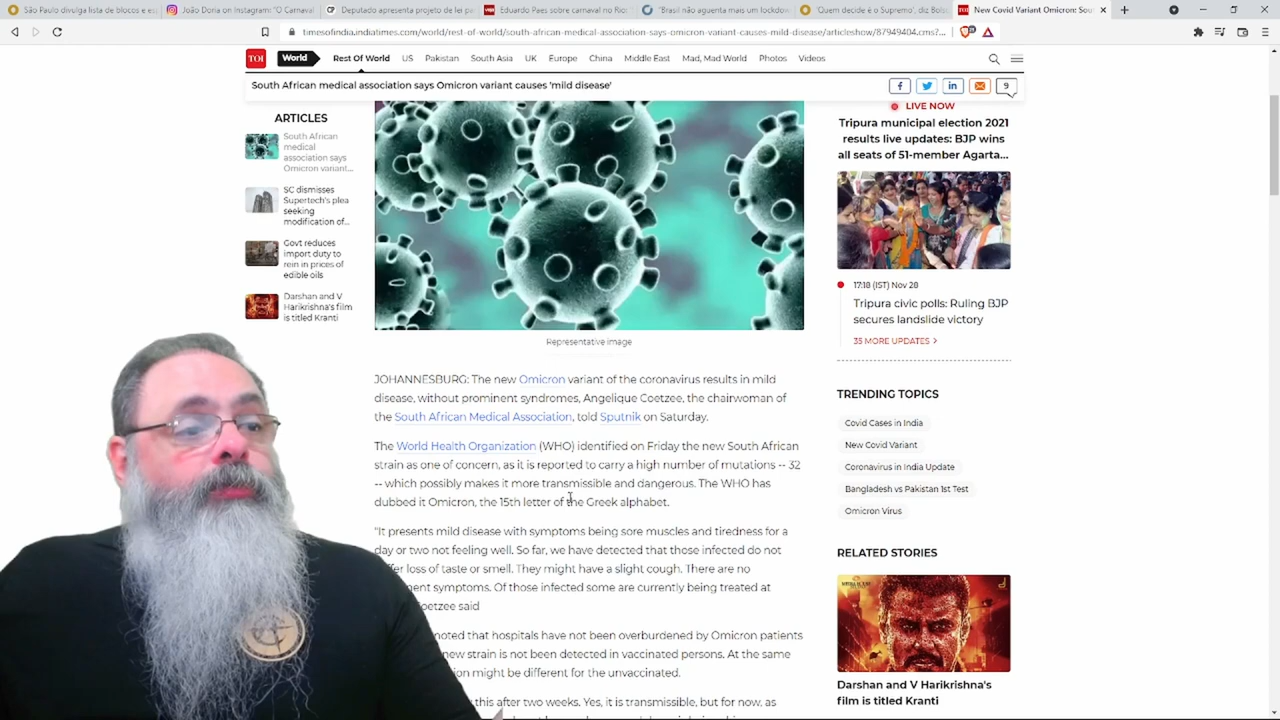 São Paulo divulga lista de blocos e es
João Doria on Instagram: "O Carnaval
Deputado apresenta projeto de lei pa
Eduardo Paes sobre carnaval no Rio:
"Brasil não aguenta mais um lockdown
'Quem decide é o Supremo', diz Bolso
New Covid Variant Omicron: Sou
timesofindia.indiatimes.com/world/rest-of-world/south-african-medical-association-says-omicron-variant-causes-mild-disease/articleshow/87949404.cms?...
TOI World Rest Of World US Pakistan South Asia UK Europe China Middle East Mad, Mad World Photos Videos
South African medical association says Omicron variant causes 'mild disease'
9
ARTICLES
South African
medical
association says
Omicron variant...
SC dismisses
Supertech's plea
seeking
modification of...
Govt reduces
import duty to
rein in prices of
edible oils
Darshan and V
Harikrishna's film
is titled Kranti
Representative image
JOHANNESBURG: The new Omicron variant of the coronavirus results in mild
disease, without prominent syndromes, Angelique Coetzee, the chairwoman of
the South African Medical Association, told Sputnik on Saturday.
The World Health Organization (WHO) identified on Friday the new South African
strain as one of concern, as it is reported to carry a high number of mutations -- 32
-- which possibly makes it more transmissible and dangerous. The WHO has
dubbed it Omicron, the 15th letter of the Greek alphabet.
"It presents mild disease with symptoms being sore muscles and tiredness for a
day or two not feeling well. So far, we have detected that those infected do not
loss of taste or smell. They might have a slight cough. There are no
symptoms. Of those infected some are currently being treated at
said
noted that hospitals have not been overburdened by Omicron patients
new strain is not been detected in vaccinated persons. At the same
might be different for the unvaccinated.
this after two weeks. Yes, it is transmissible, but for now, as
LIVE NOW
Tripura municipal election 2021
results live updates: BJP wins
all seats of 51-member Agarta...
17:18 (IST) Nov 28
Tripura civic polls: Ruling BJP
secures landslide victory
35 MORE UPDATES >
TRENDING TOPICS
Covid Cases in India
New Covid Variant
Coronavirus in India Update
Bangladesh vs Pakistan 1st Test
Omicron Virus
RELATED STORIES
Darshan and V Harikrishna's
film is titled Kranti